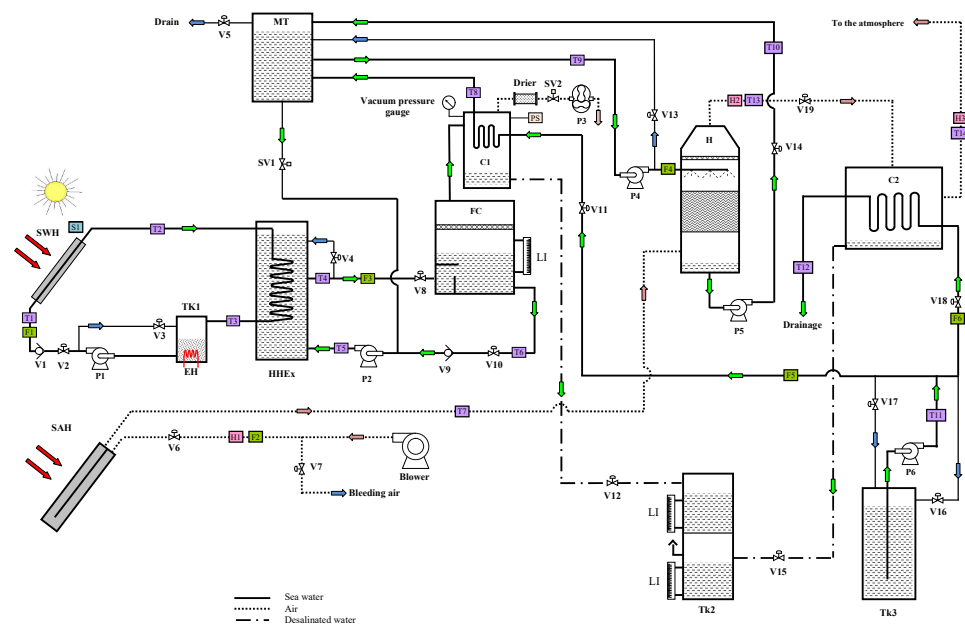 Drain
V5
MT
T10
To the atmosphere
T9
Drier
SV2
T8
Vacuum pressure
gauge
PS
P3
V13
H2
T13
V19
H3
T14
H
SV1
C1
P4
F4
V14
C2
FC
V11
SWH
S1
T2
LI
V4
T4
F3
V8
T12
V18
TK1
T1
F1
V3
T3
P5
Drainage
F6
V1
V2
P1
EH
HHEx
T5
P2
V9
V10
T6
F5
V17
SAH
T7
T11
V6
H1
F2
V7
Blower
P6
Bleeding air
V12
LI
V16
LI
V15
Tk2
Tk3
Sea water
Air
Desalinated water